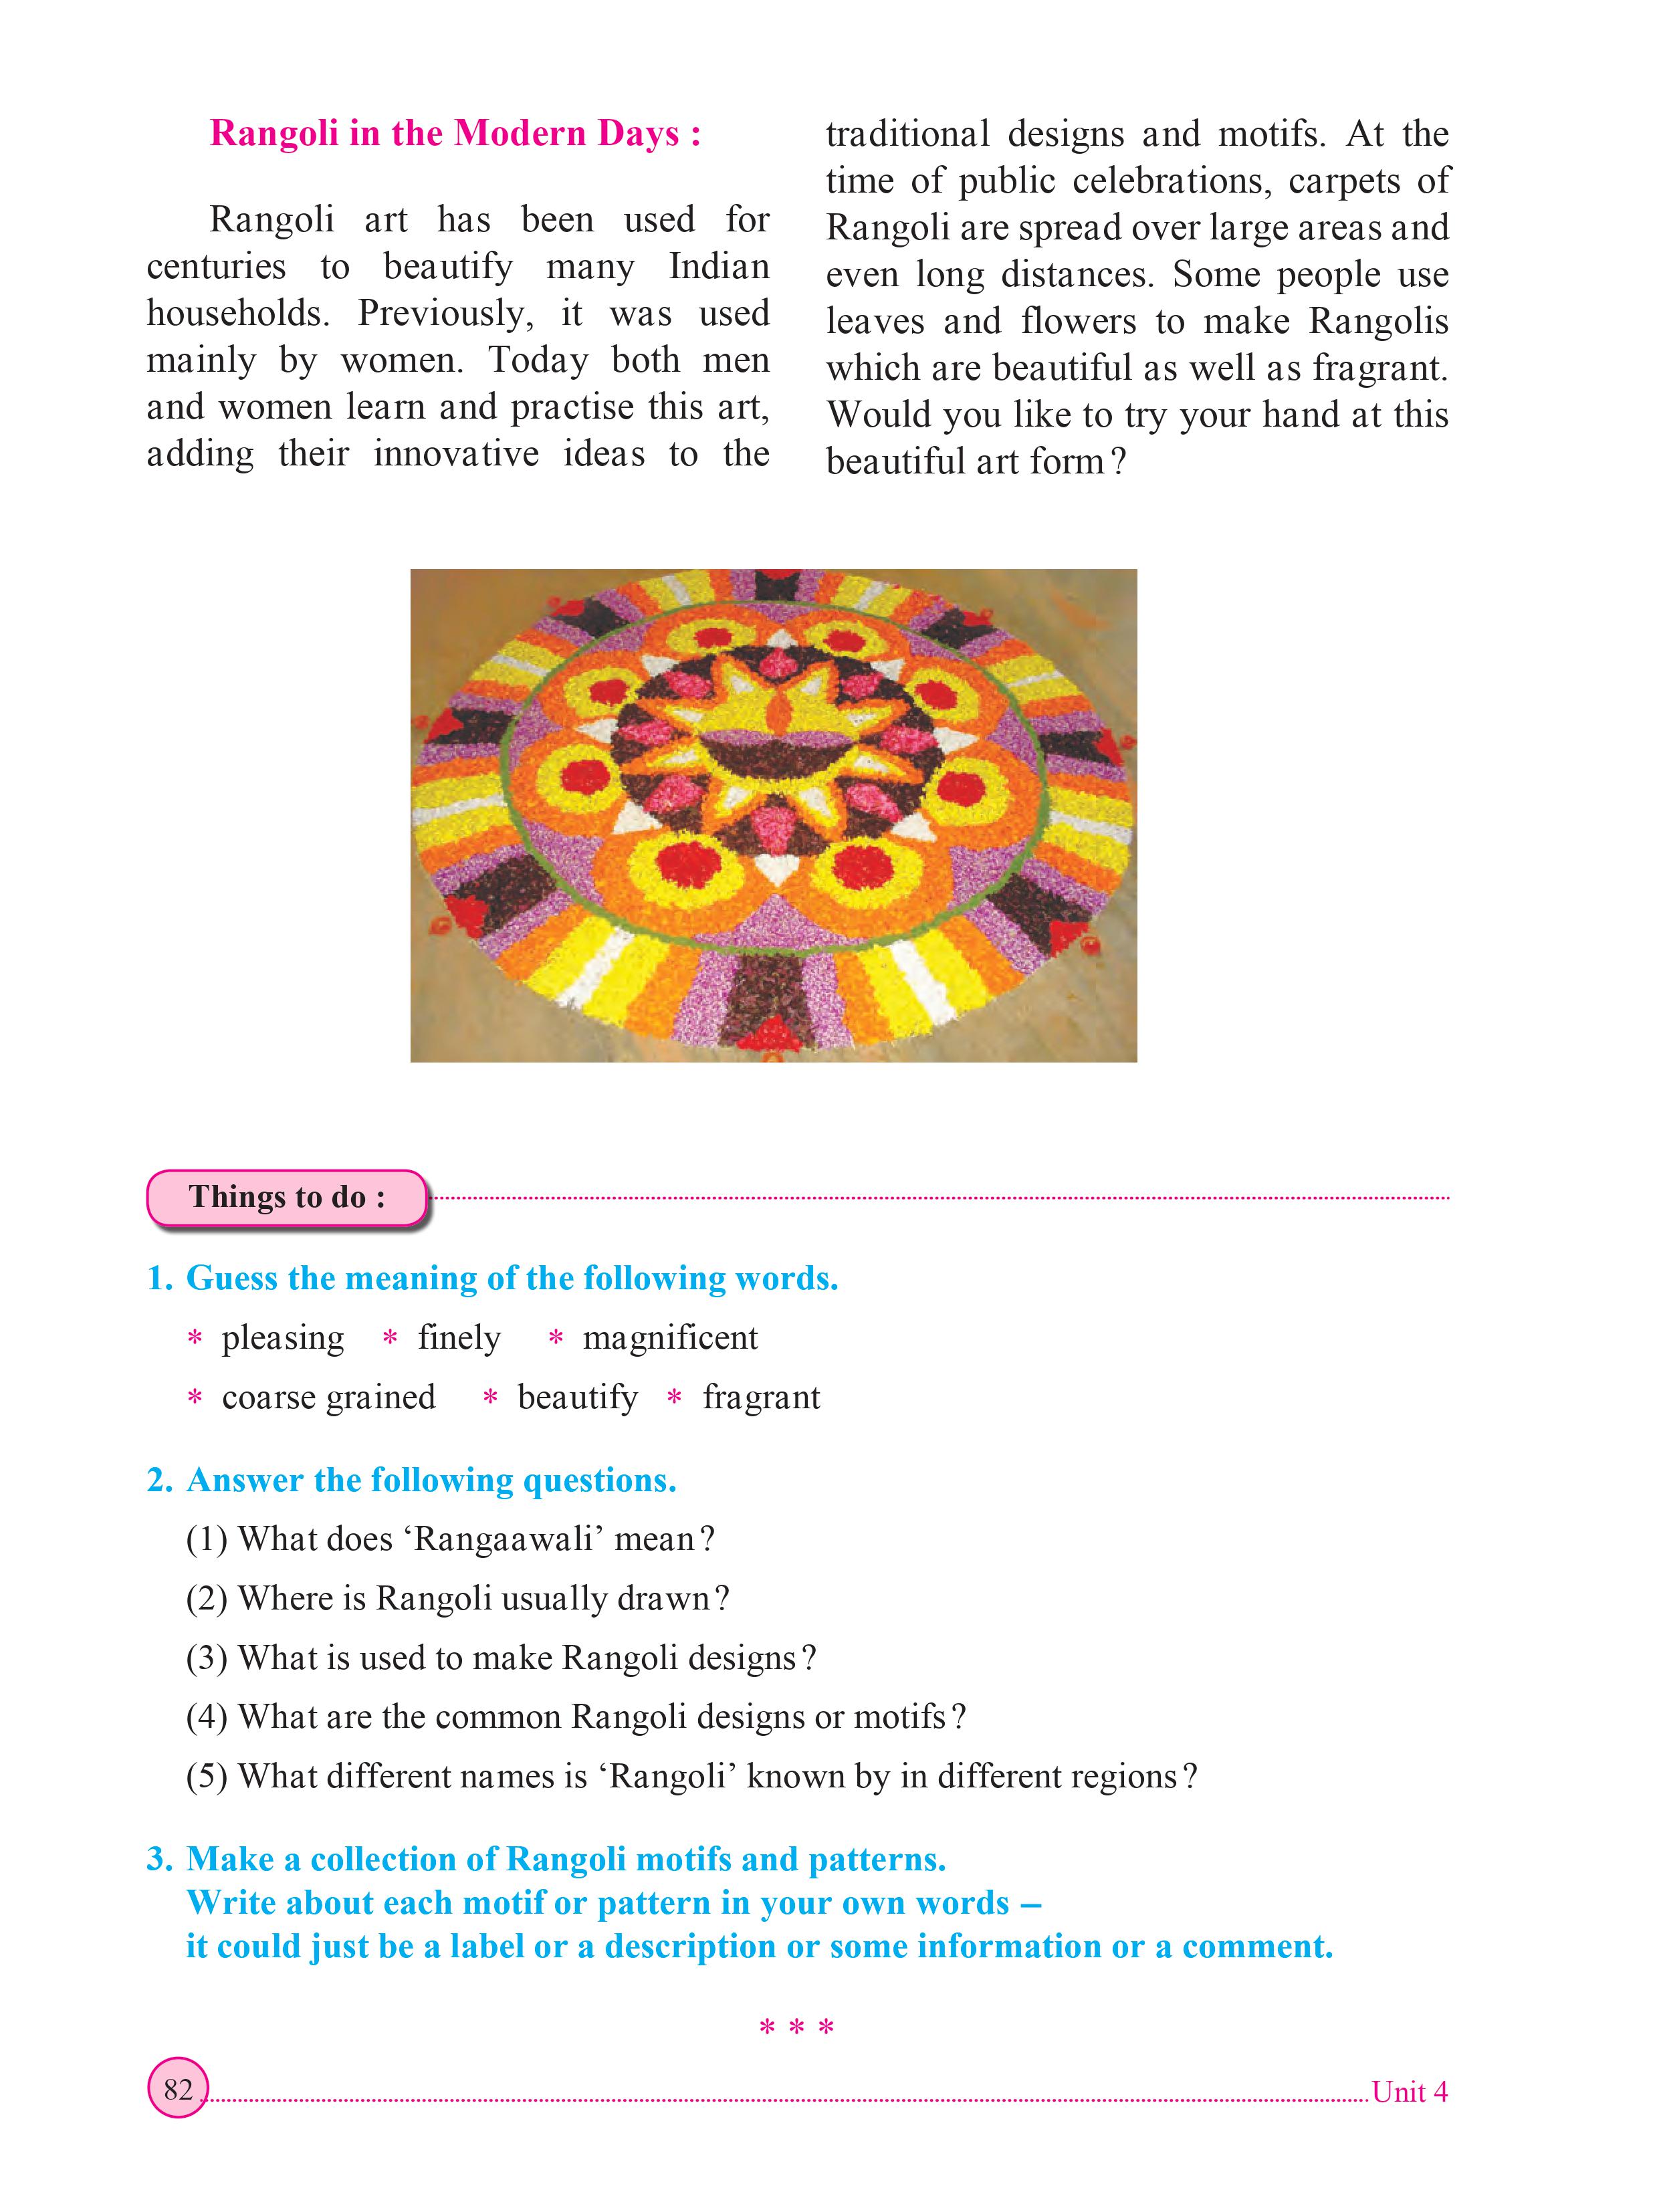 Rangoli in the Modern Days :
Rangoli art has been used for
centuries to beautify many Indian
households. Previously, it was used
mainly by women. Today both men
and women learn and practise this art,
adding their innovative ideas to the
traditional designs and motifs. At the
time of public celebrations, carpets of
Rangoli are spread over large areas and
even long distances. Some people use
leaves and flowers to make Rangolis
which are beautiful as well as fragrant.
Would you like to try your hand at this
beautiful art form?
Things to do :
1. Guess the meaning of the following words.
* pleasing * finely * magnificent
* coarse grained * beautify * fragrant
2. Answer the following questions.
(1) What does ‘Rangaawali’ mean?
(2) Where is Rangoli usually drawn?
(3) What is used to make Rangoli designs?
(4) What are the common Rangoli designs or motifs?
(5) What different names is ‘Rangoli’ known by in different regions?
3. Make a collection of Rangoli motifs and patterns.
Write about each motif or pattern in your own words –
it could just be a label or a description or some information or a comment.
* * *
82 Unit 4